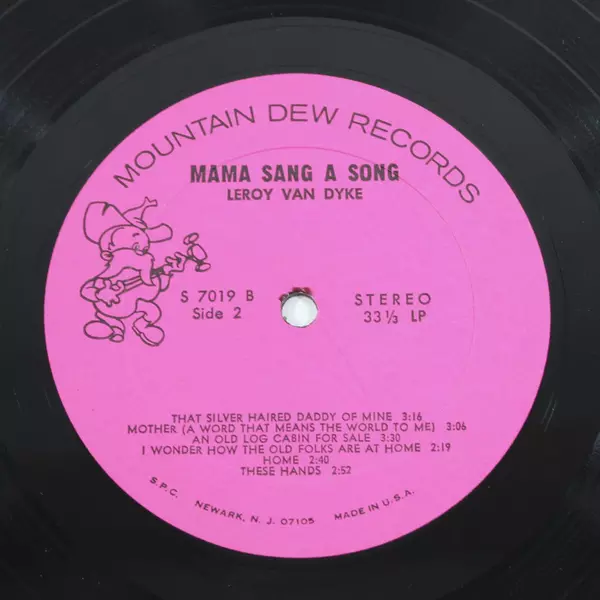 MOUNTAIN DEW RECORDS
MAMA SANG A SONG
LEROY VAN DYKE
S 7019 B
Side 2
STEREO
33⅓ LP
THAT SILVER HAIRED DADDY OF MINE 3:16
MOTHER (A WORD THAT MEANS THE WORLD TO ME) 3:06
AN OLD LOG CABIN FOR SALE 3:30
I WONDER HOW THE OLD FOLKS ARE AT HOME 2:19
HOME 2:40
THESE HANDS 2:52
S.P.C. NEWARK, N. J. 07105 MADE IN U.S.A.